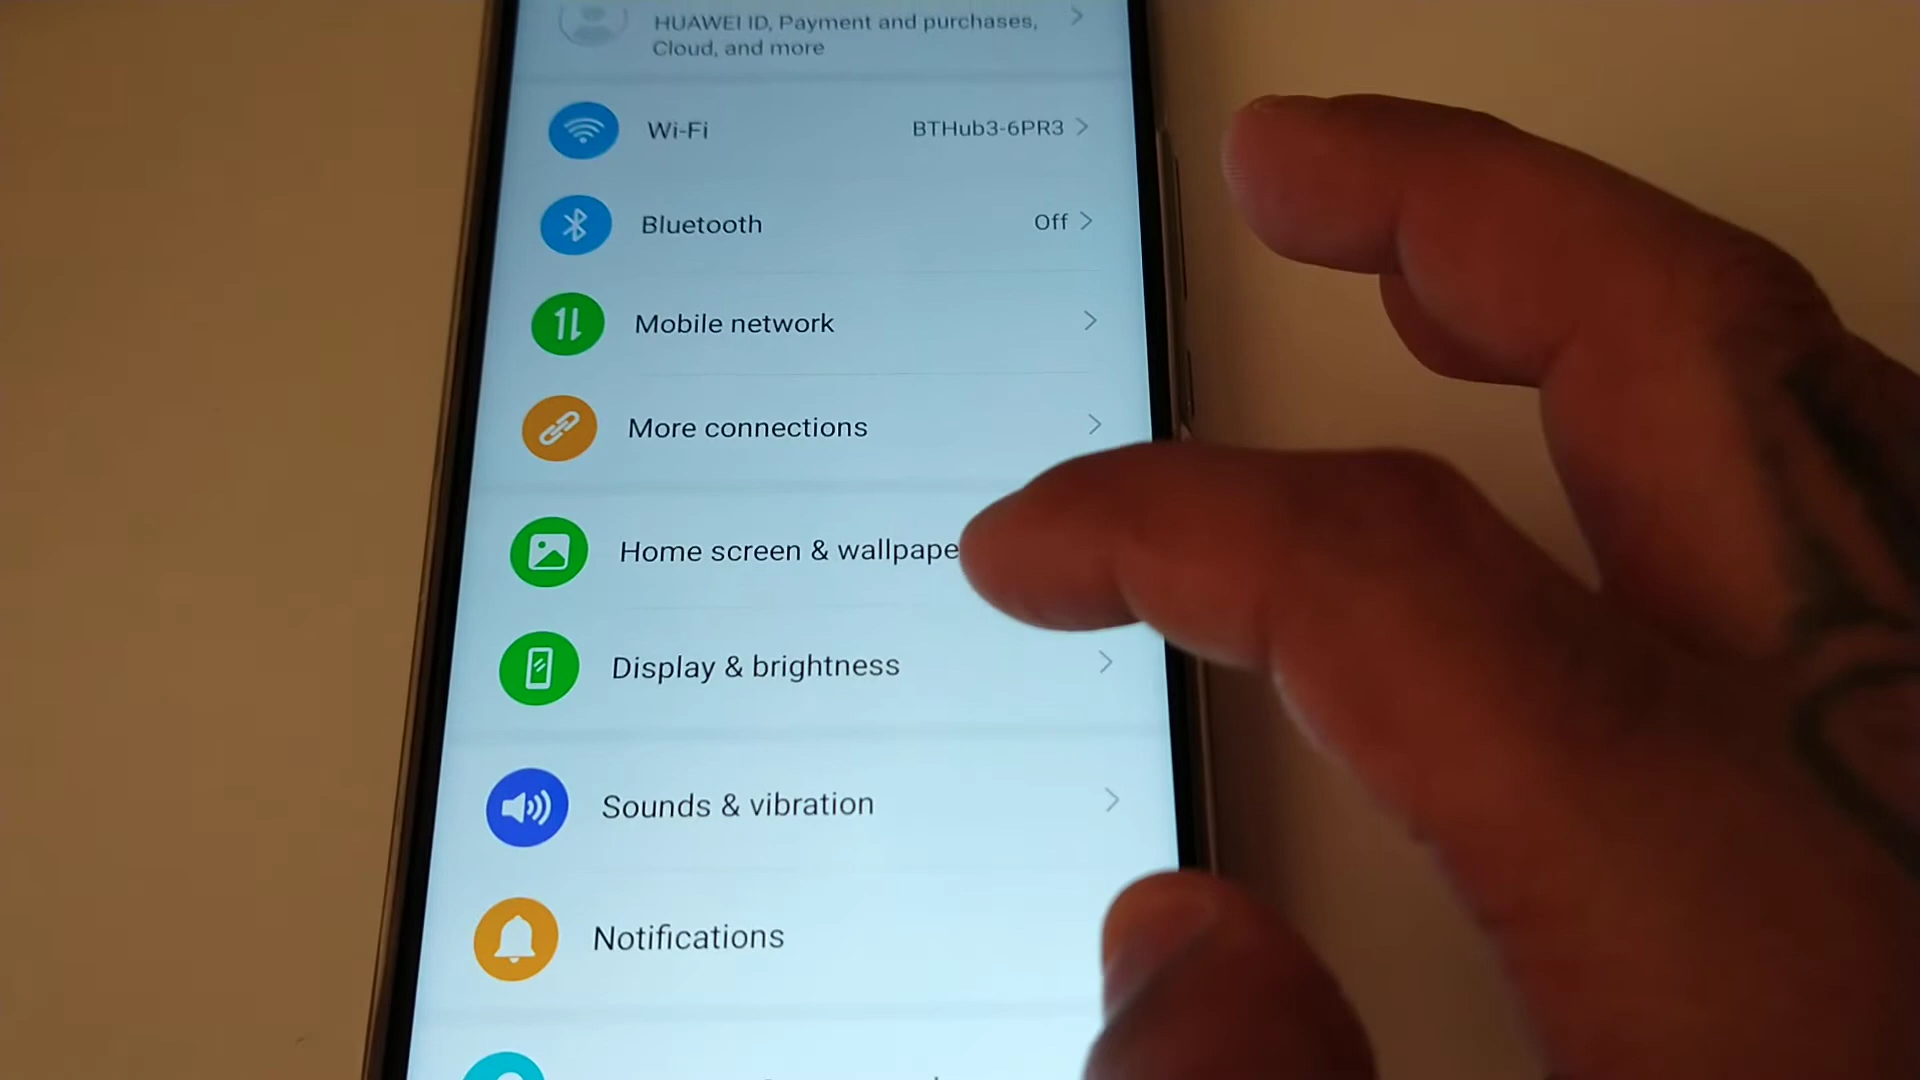 HUAWEI ID, Payment and purchases,
Cloud, and more
Wi-Fi BTHub3-6PR3
Bluetooth Off
Mobile network
More connections
Home screen & wallpape
Display & brightness
Sounds & vibration
Notifications